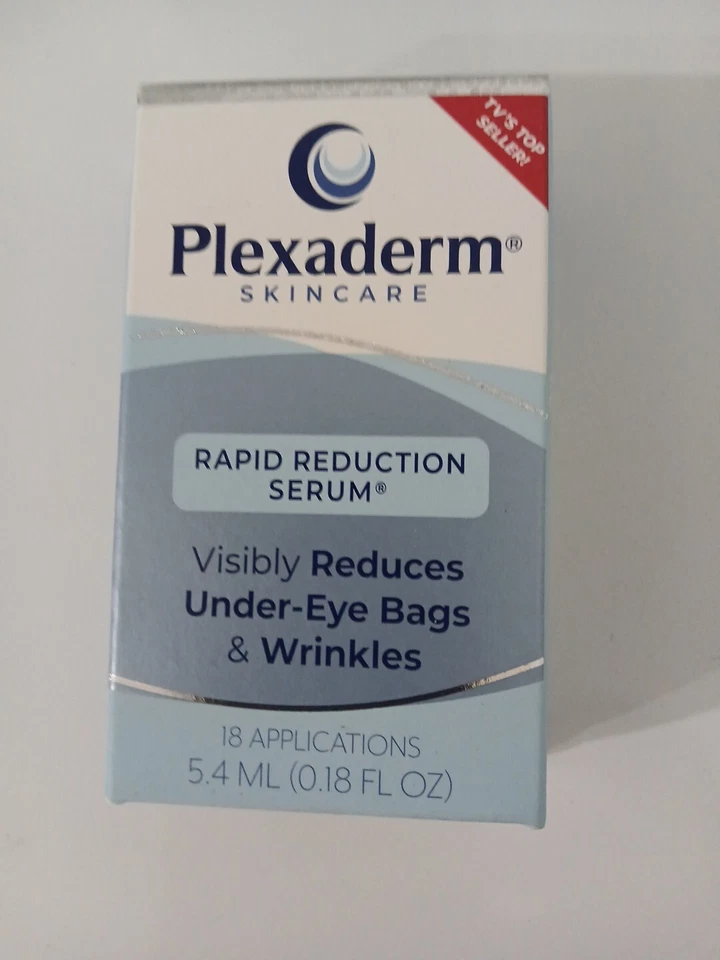 TV'S TOP
SELLER!
Plexaderm®
SKINCARE
RAPID REDUCTION
SERUM®
Visibly Reduces
Under-Eye Bags
& Wrinkles
18 APPLICATIONS
5.4 ML (0.18 FL OZ)